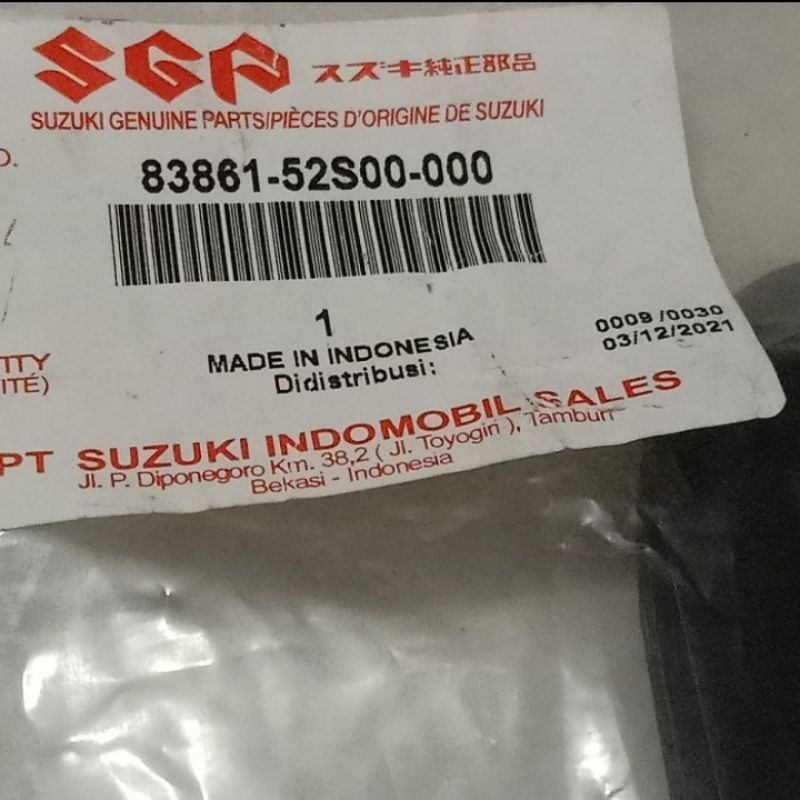 SGP スズキ純正部品
SUZUKI GENUINE PARTS/PIÈCES D'ORIGINE DE SUZUKI
O.
83861-52S00-000
1
TITY
ITÉ)
MADE IN INDONESIA
Didistribusi:
0009 /0030
03/12/2021
PT SUZUKI INDOMOBIL SALES
Jl. P. Diponegoro Km. 38,2 ( Jl. Toyogiri ), Tambun
Bekasi - Indonesia